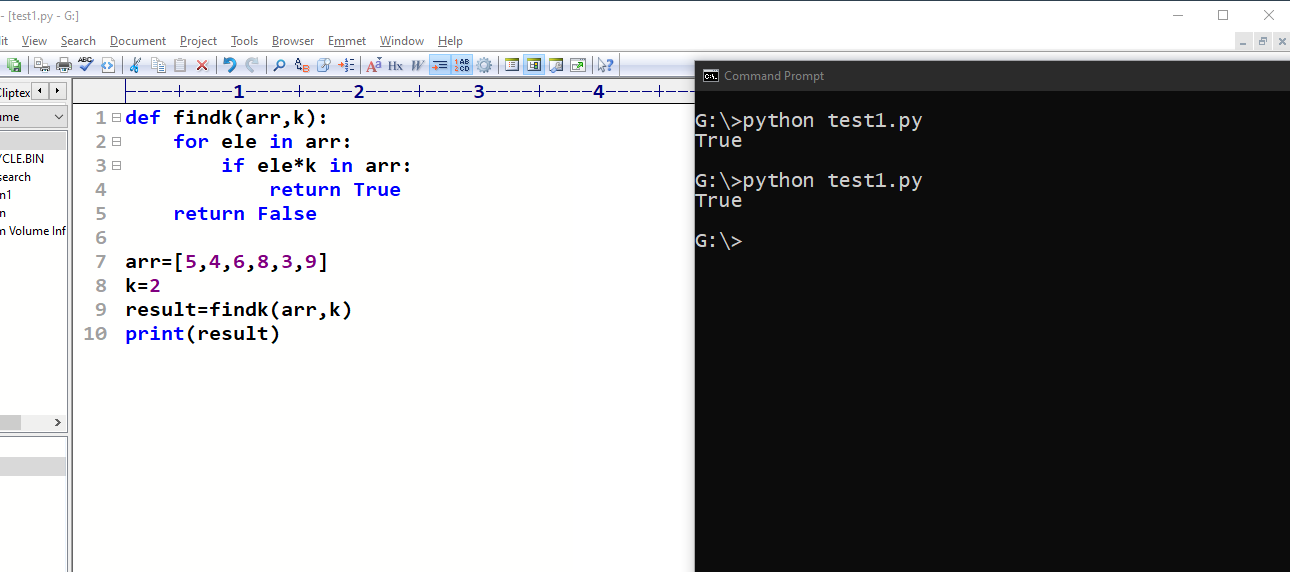 - [test1.py - G:]
it View Search Document Project Tools Browser Emmet Window Help
Cliptex
ume
CLE.BIN
search
n1
n
m Volume Inf
----+----1----+----2----+----3----+----4----+---
1 def findk(arr,k):
2     for ele in arr:
3         if ele*k in arr:
4             return True
5     return False
6
7 arr=[5,4,6,8,3,9]
8 k=2
9 result=findk(arr,k)
10 print(result)
Command Prompt
G:\>python test1.py
True
G:\>python test1.py
True
G:\>